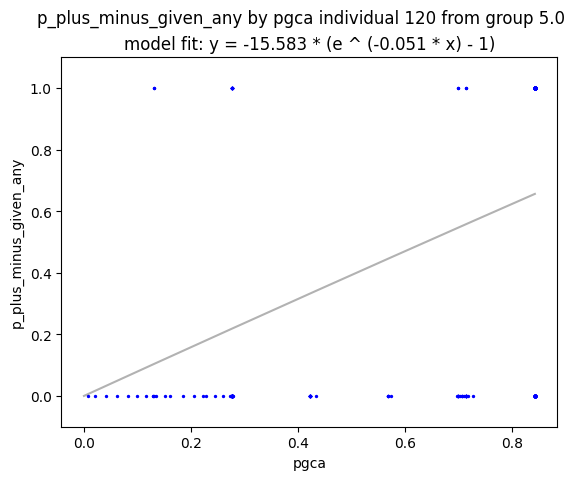 p_plus_minus_given_any by pgca individual 120 from group 5.0
model fit: y = -15.583 * (e ^ (-0.051 * x) - 1)
1.0
0.8
0.6
0.4
0.2
0.0
p_plus_minus_given_any
0.0 0.2 0.4 0.6 0.8
pgca